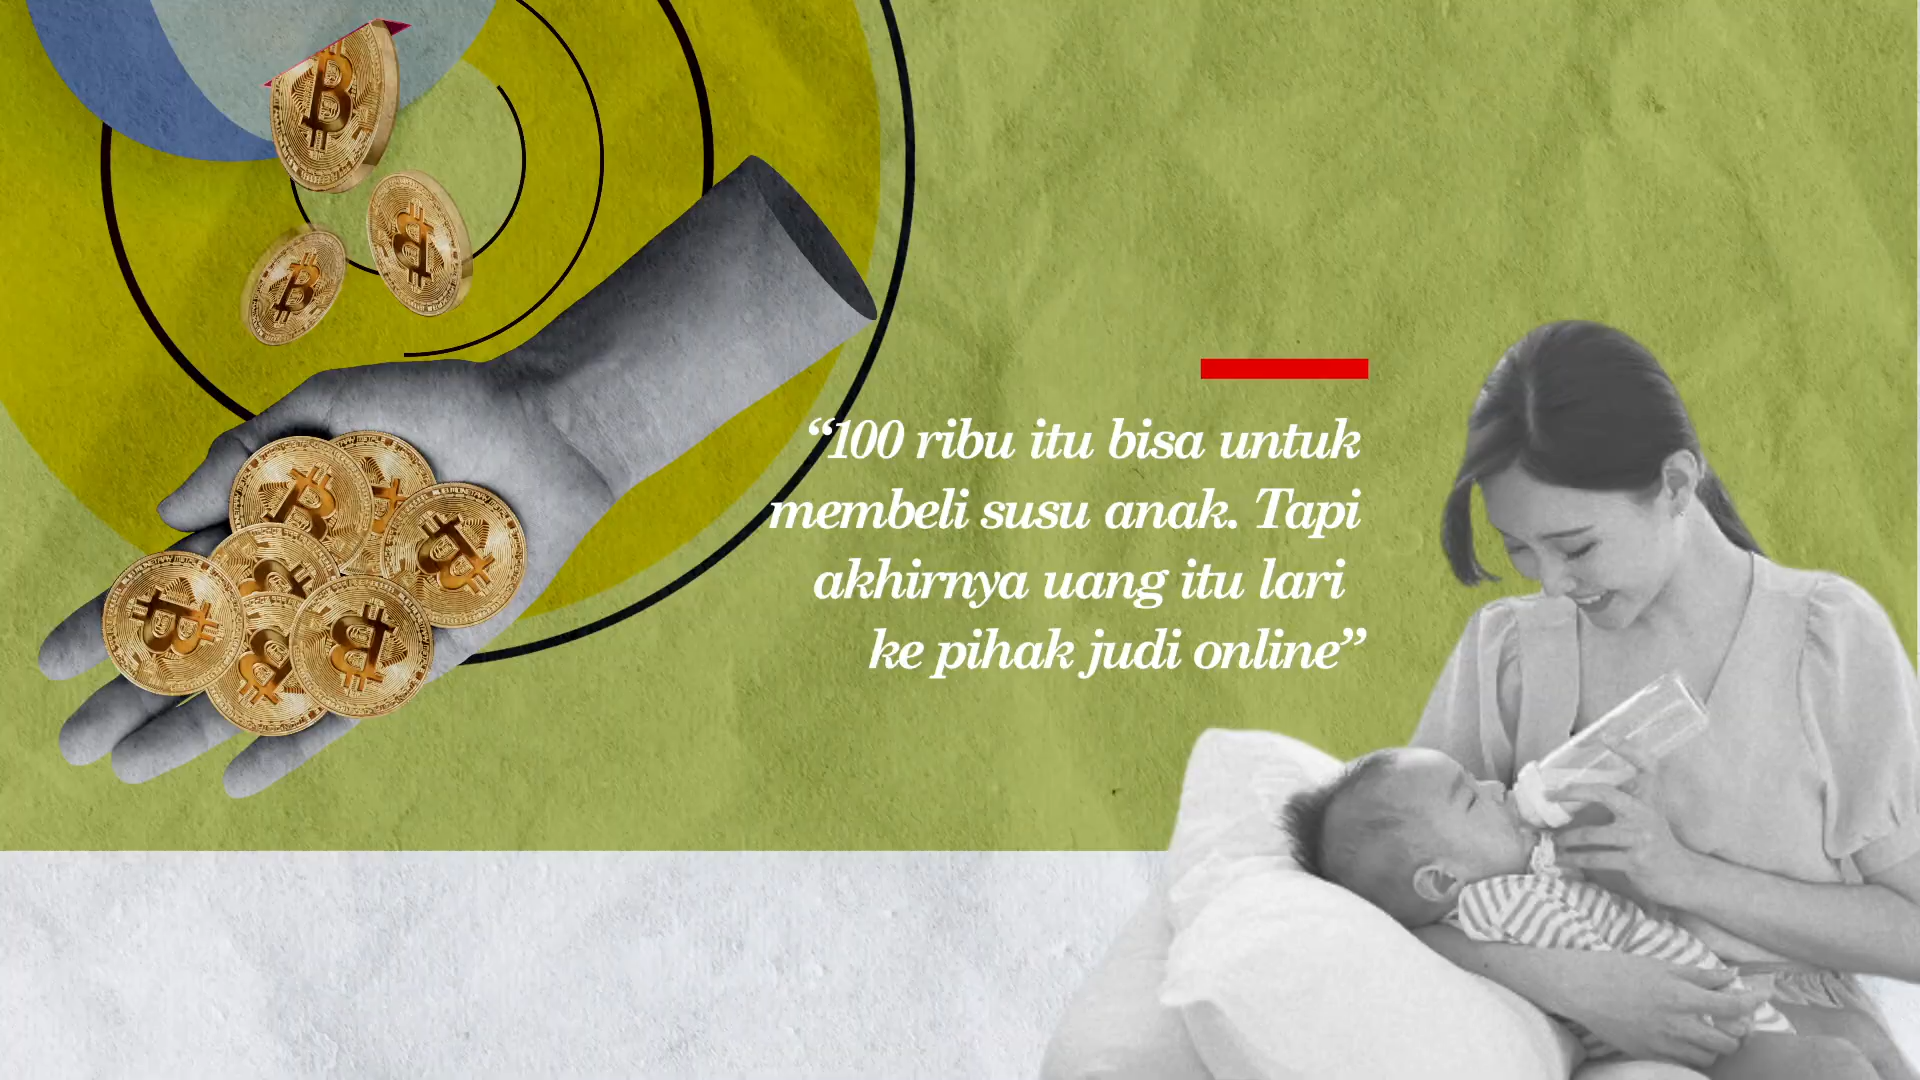 “100 ribu itu bisa untuk
membeli susu anak. Tapi
akhirnya uang itu lari
ke pihak judi online”